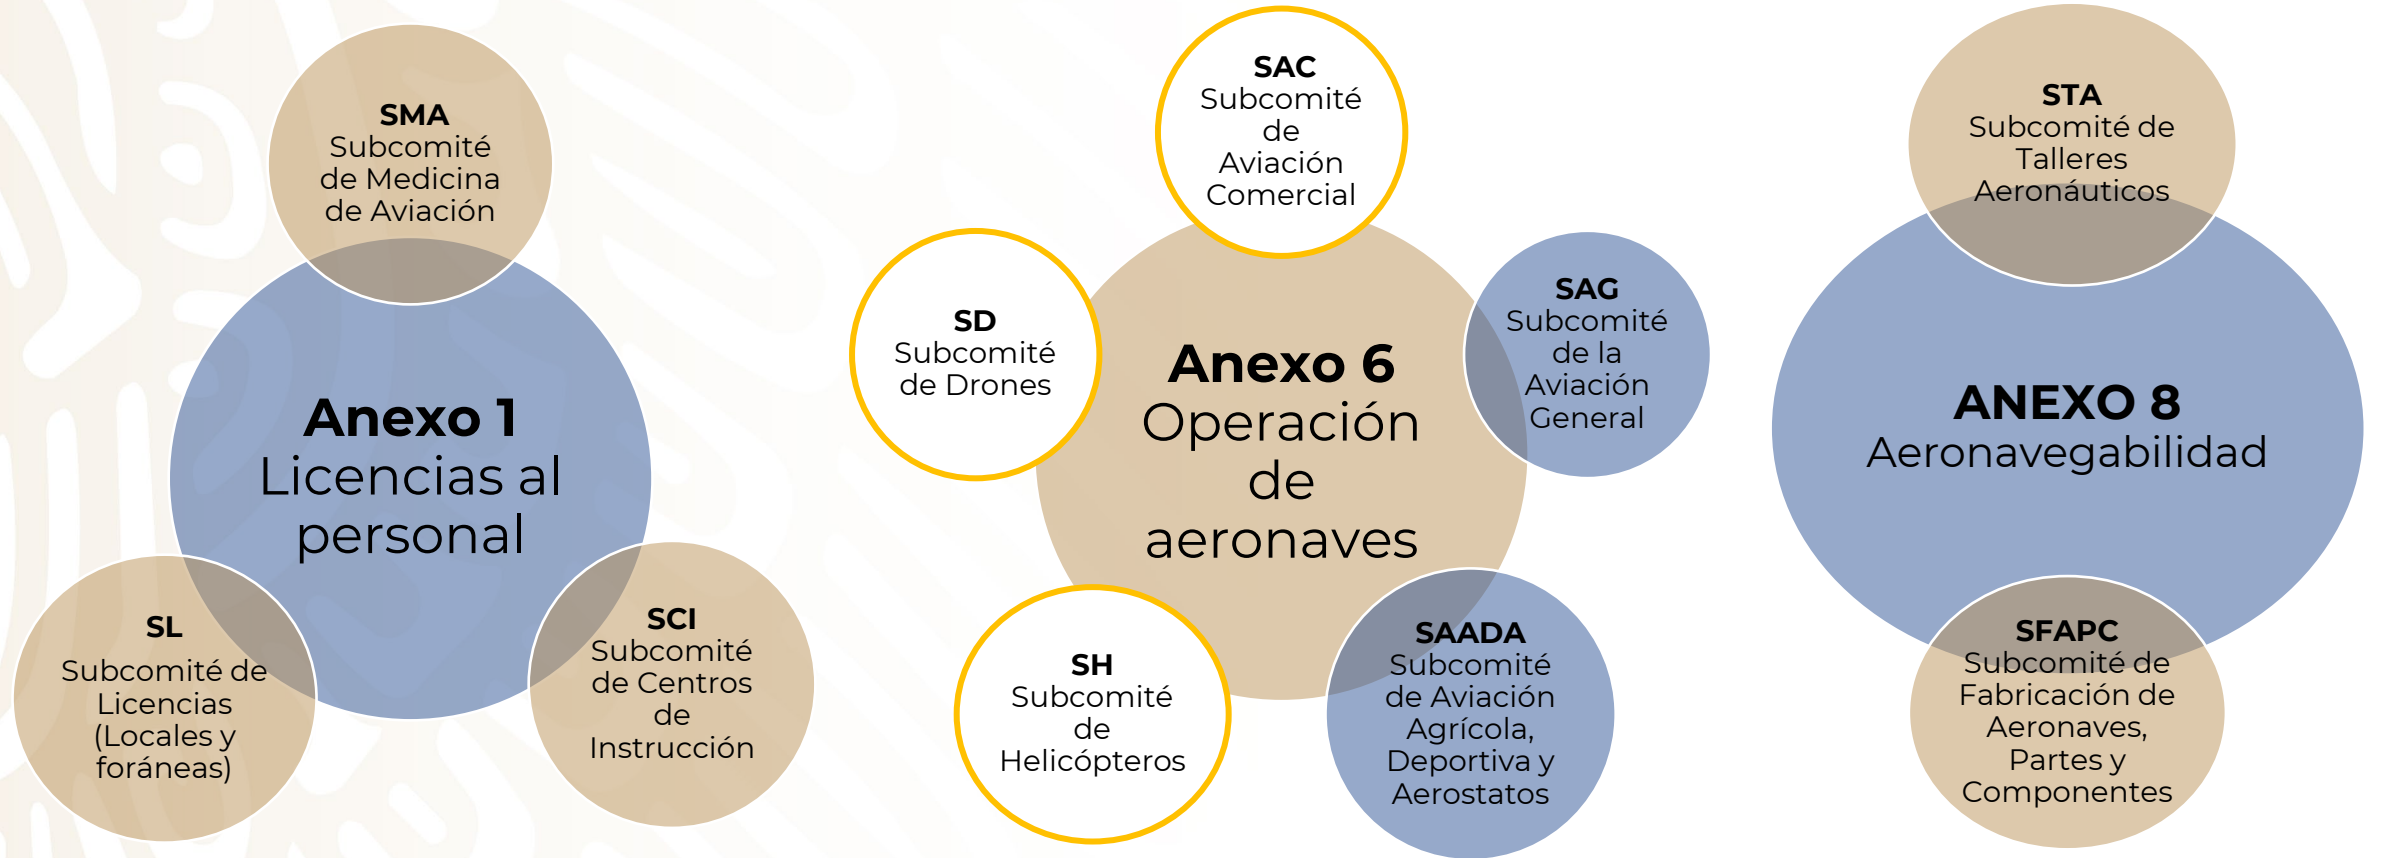 SMA
Subcomité
de Medicina
de Aviación
Anexo 1
Licencias al
personal
SL
Subcomité de
Licencias
(Locales y
foráneas)
SCI
Subcomité
de Centros
de
Instrucción
SAC
Subcomité
de
Aviación
Comercial
SD
Subcomité
de Drones
Anexo 6
Operación
de
aeronaves
SAG
Subcomité
de la
Aviación
General
SH
Subcomité
de
Helicópteros
SAADA
Subcomité
de Aviación
Agrícola,
Deportiva y
Aerostatos
STA
Subcomité de
Talleres
Aeronáuticos
ANEXO 8
Aeronavegabilidad
SFAPC
Subcomité de
Fabricación de
Aeronaves,
Partes y
Componentes